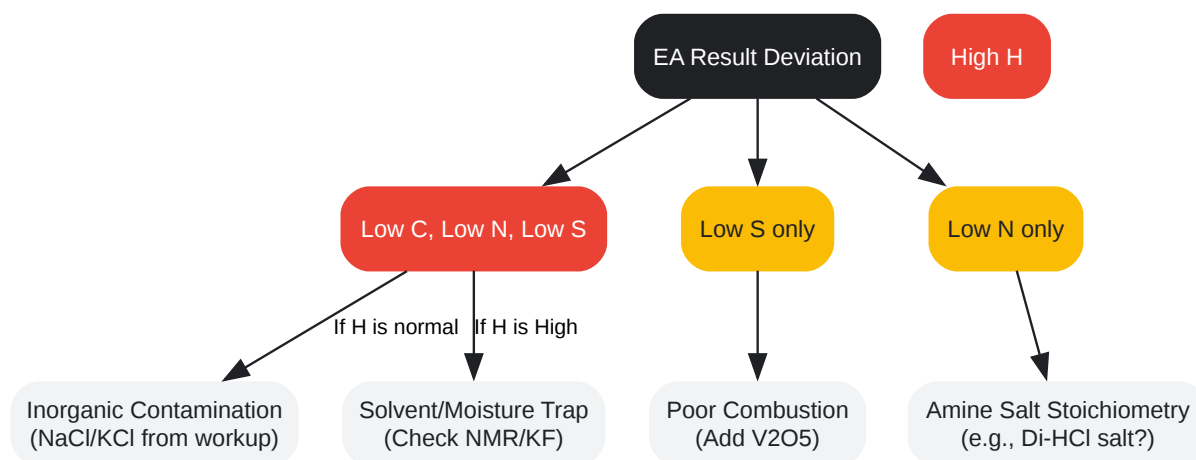 EA Result Deviation
High H
Low C, Low N, Low S
Low S only
Low N only
If H is normal
If H is High
Inorganic Contamination
(NaCl/KCl from workup)
Solvent/Moisture Trap
(Check NMR/KF)
Poor Combustion
(Add V2O5)
Amine Salt Stoichiometry
(e.g., Di-HCl salt?)